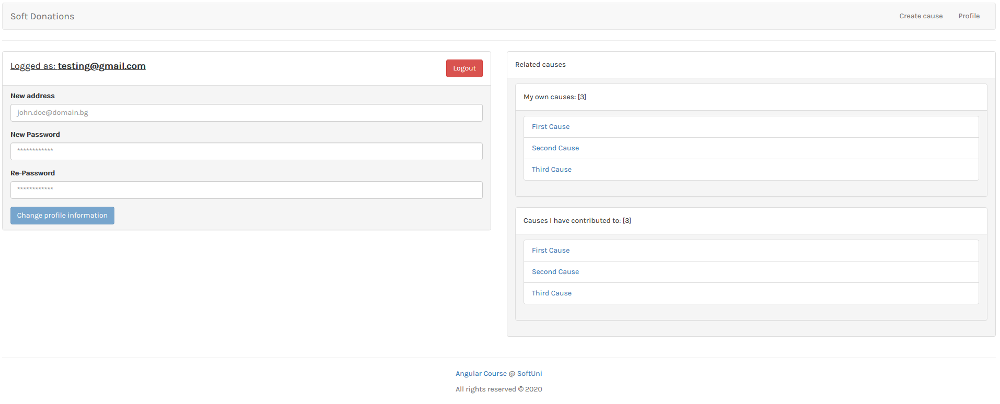 Soft Donations
Create cause
Profile
Logged as: testing@gmail.com
Logout
New address
john.doe@domain.bg
New Password
************
Re-Password
************
Change profile information
Related causes
My own causes: [3]
First Cause
Second Cause
Third Cause
Causes I have contributed to: [3]
First Cause
Second Cause
Third Cause
Angular Course @ SoftUni
All rights reserved © 2020